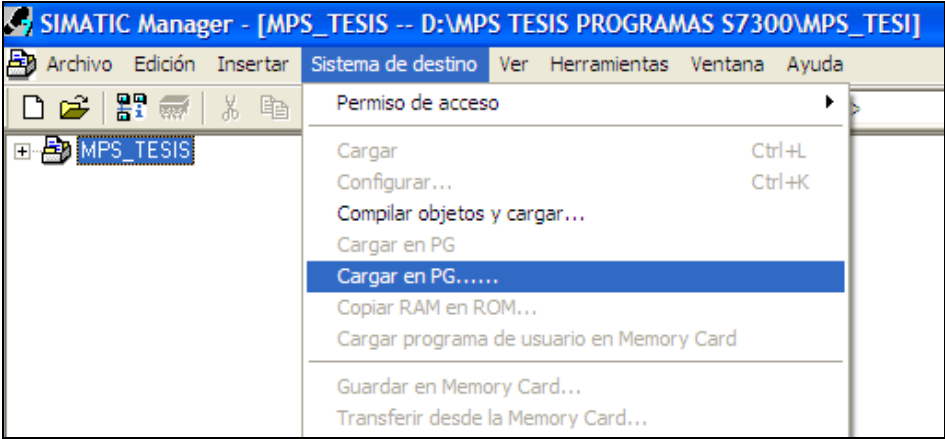 SIMATIC Manager - [MPS_TESIS -- D:\MPS TESIS PROGRAMAS S7300\MPS_TESI]
Archivo Edición Insertar Sistema de destino Ver Herramientas Ventana Ayuda
Permiso de acceso
MPS_TESIS
Cargar Ctrl+L
Configurar... Ctrl+K
Compilar objetos y cargar...
Cargar en PG
Cargar en PG......
Copiar RAM en ROM...
Cargar programa de usuario en Memory Card
Guardar en Memory Card...
Transferir desde la Memory Card...